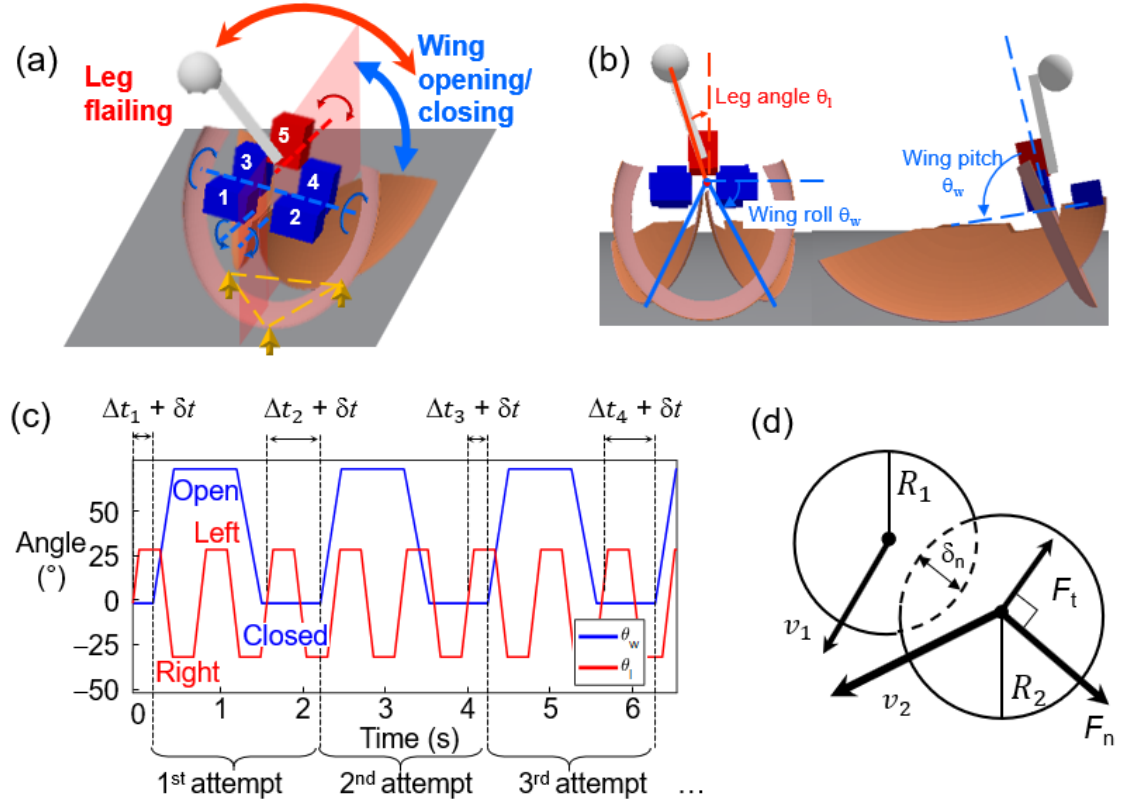 (a)
Leg
flailing
Wing
opening/
closing
5
3
4
1
2
(b)
Leg angle θl
Wing roll θw
Wing pitch
θw
(c)
Δt1 + δt
Δt2 + δt
Δt3 + δt
Δt4 + δt
Angle
(°)
50
25
0
−25
−50
Open
Left
Closed
Right
θw
θl
0
1
2
3
4
5
6
Time (s)
1st attempt
2nd attempt
3rd attempt
...
(d)
R1
δn
v1
Ft
v2
R2
Fn